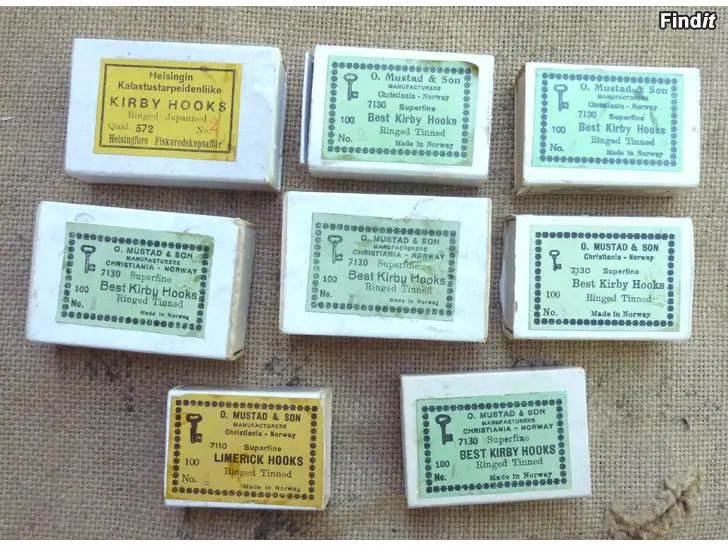 Findit
Helsingin
Kalastustarpeidenliike
KIRBY HOOKS
Ringed Japanned
Qual. 572 No. 2
Helsingfors Fiskeredskapsaffär
O. Mustad & Son
MANUFACTURERS
Christiania - Norway
7130 Superfine
100 Best Kirby Hooks
Ringed Tinned
No.
Made in Norway
O. Mustad & Son
MANUFACTURERS
Christiania - Norway
7130 Superfine
100 Best Kirby Hooks
Ringed Tinned
No.
Made in Norway
O. MUSTAD & SON
MANUFACTURERS
CHRISTIANIA - NORWAY
7130 Superfine
100 Best Kirby Hooks
No. Ringed Tinned
Made in Norway
O. MUSTAD & SON
MANUFACTURERS
CHRISTIANIA - NORWAY
7130 Superfine
100 Best Kirby Hooks
No. Ringed Tinned
Made in Norway
O. MUSTAD & SON
MANUFACTURERS
Christiania - Norway
7130 Superfine
Best Kirby Hooks
100 Ringed Tinned
No. Made in Norway
O. MUSTAD & SON
MANUFACTURERS
Christiania - Norway
7110 Superfine
100 LIMERICK HOOKS
Ringed Tinned
No.
Made in Norway
O. MUSTAD & SON
MANUFACTURERS
CHRISTIANIA - NORWAY
7130 Superfine
BEST KIRBY HOOKS
100 Ringed Tinned
No. Made in Norway